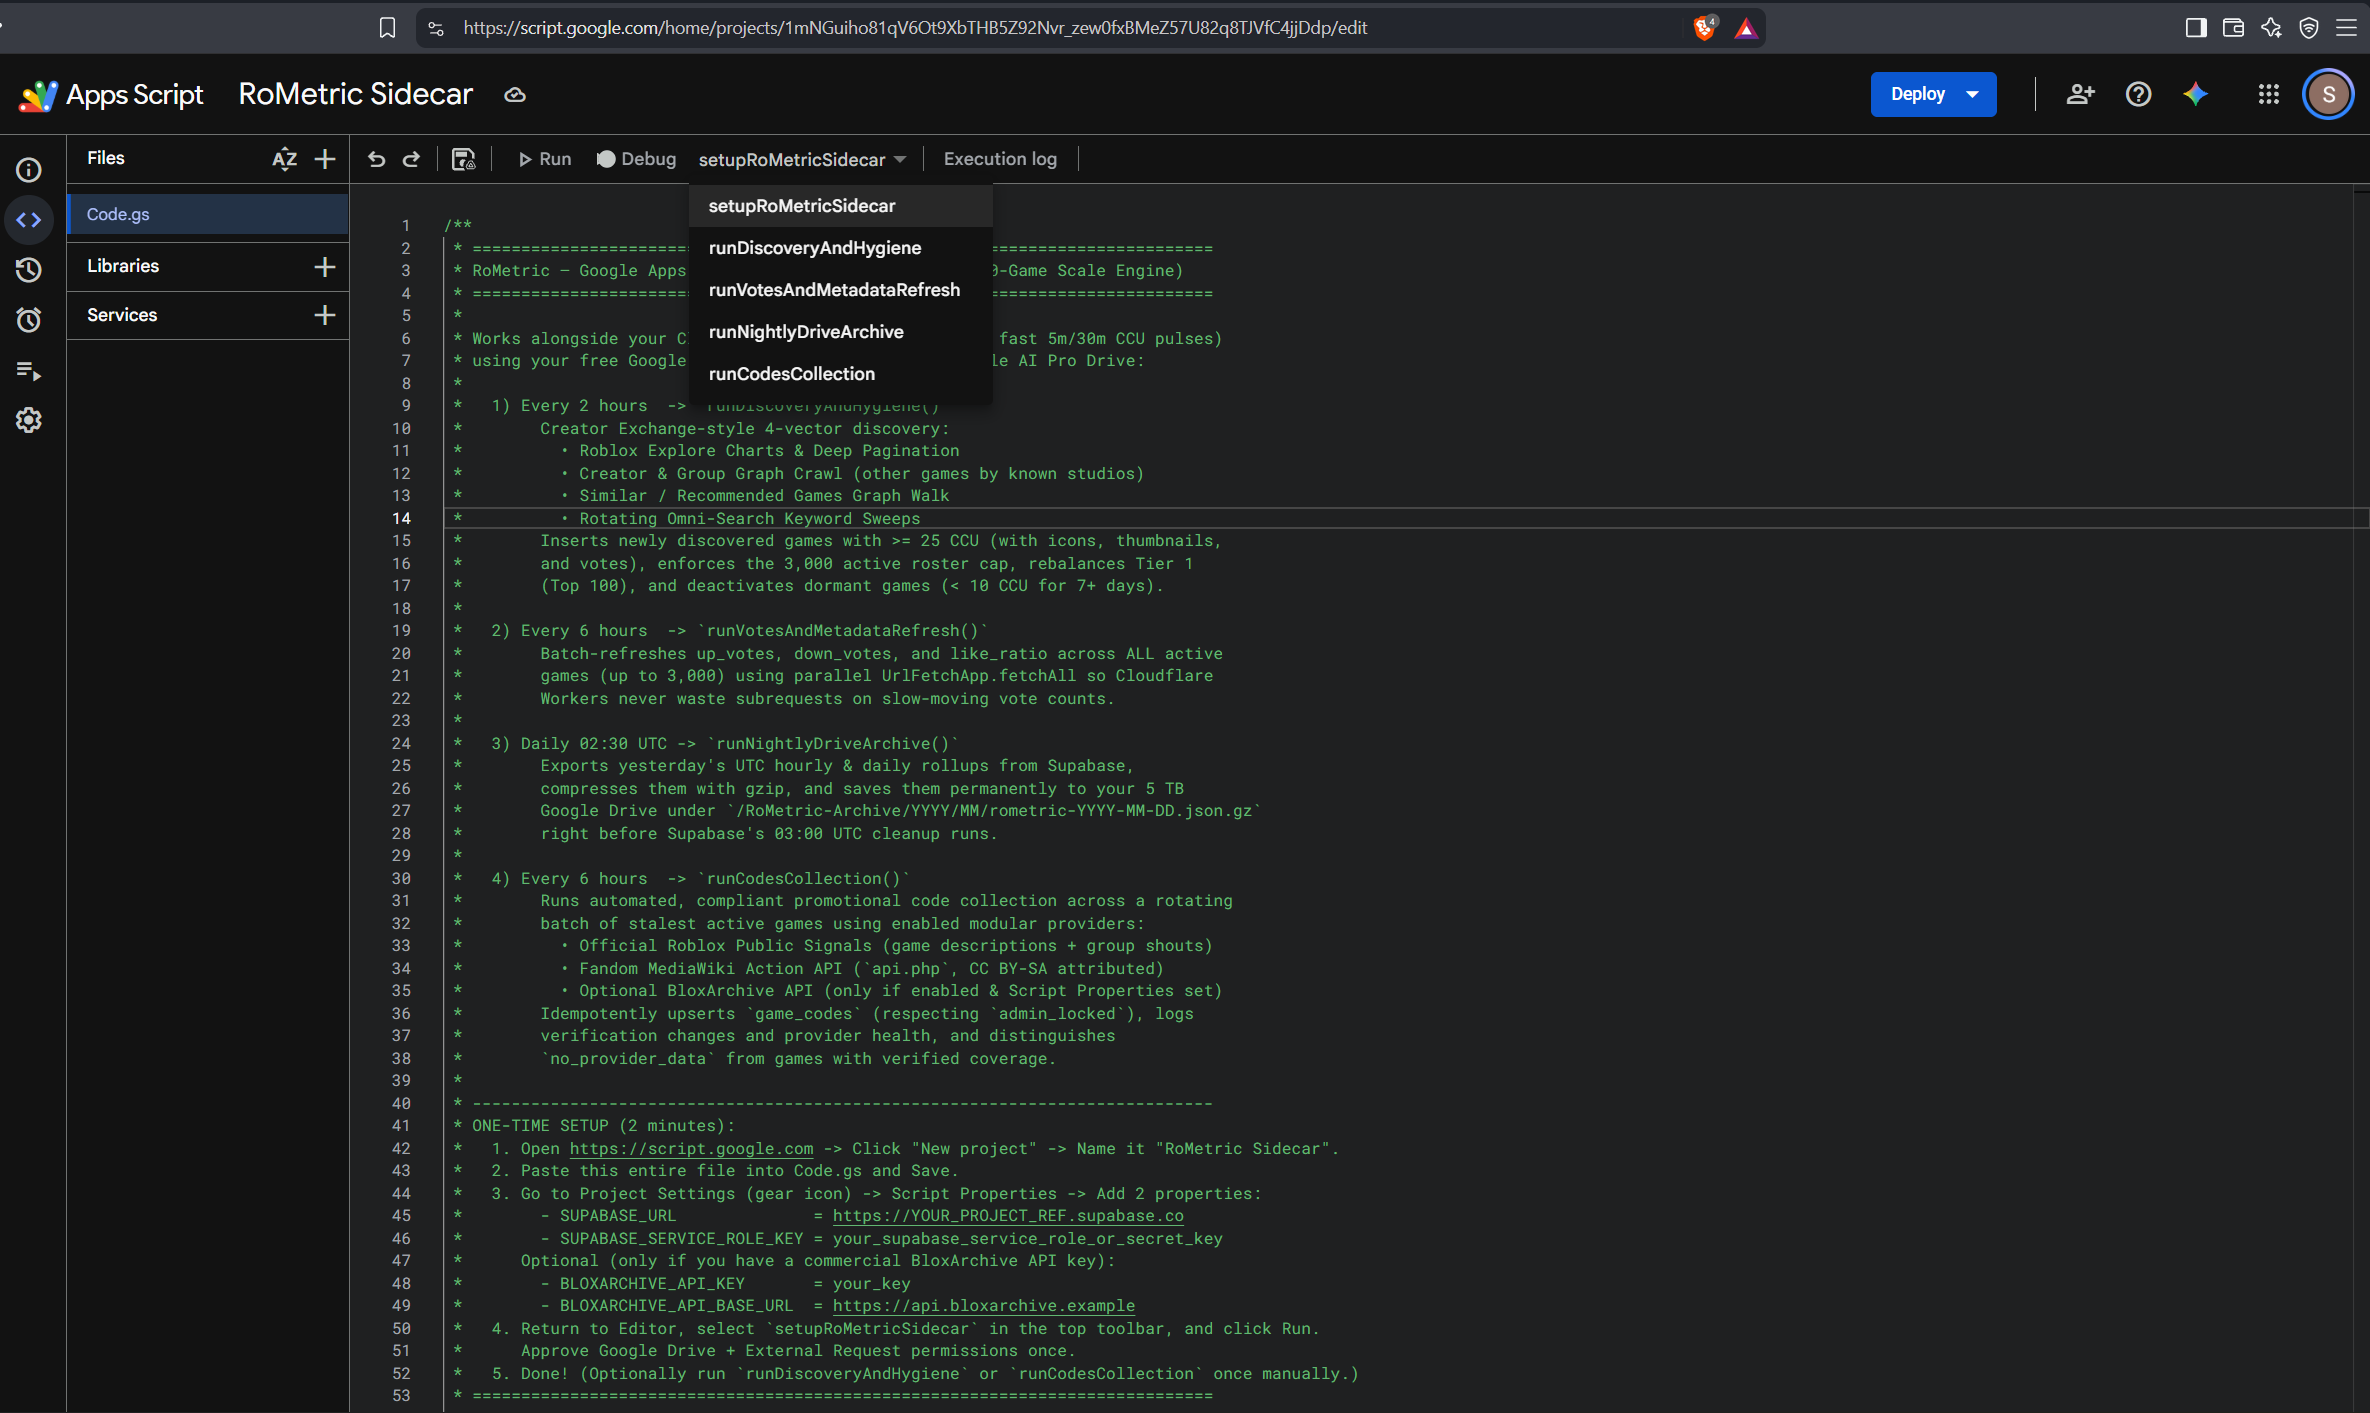 https://script.google.com/home/projects/1mNGuiho81qV6Ot9XbTHB5Z92Nvr_zew0fxBMeZ57U82q8TJVfC4jjDdp/edit
4
Apps Script
RoMetric Sidecar
Deploy
S
Files
AZ
Run
Debug
setupRoMetricSidecar
Execution log
Code.gs
Libraries
Services
setupRoMetricSidecar
runDiscoveryAndHygiene
runVotesAndMetadataRefresh
runNightlyDriveArchive
runCodesCollection
1 /**
2 * ============================================================================
3 * RoMetric — Google Apps 0-Game Scale Engine)
4 * ============================================================================
5 *
6 * Works alongside your Cl fast 5m/30m CCU pulses)
7 * using your free Google le AI Pro Drive:
8 *
9 * 1) Every 2 hours -> `runDiscoveryAndHygiene()`
10 * Creator Exchange-style 4-vector discovery:
11 * • Roblox Explore Charts & Deep Pagination
12 * • Creator & Group Graph Crawl (other games by known studios)
13 * • Similar / Recommended Games Graph Walk
14 * • Rotating Omni-Search Keyword Sweeps
15 * Inserts newly discovered games with >= 25 CCU (with icons, thumbnails,
16 * and votes), enforces the 3,000 active roster cap, rebalances Tier 1
17 * (Top 100), and deactivates dormant games (< 10 CCU for 7+ days).
18 *
19 * 2) Every 6 hours -> `runVotesAndMetadataRefresh()`
20 * Batch-refreshes up_votes, down_votes, and like_ratio across ALL active
21 * games (up to 3,000) using parallel UrlFetchApp.fetchAll so Cloudflare
22 * Workers never waste subrequests on slow-moving vote counts.
23 *
24 * 3) Daily 02:30 UTC -> `runNightlyDriveArchive()`
25 * Exports yesterday's UTC hourly & daily rollups from Supabase,
26 * compresses them with gzip, and saves them permanently to your 5 TB
27 * Google Drive under `/RoMetric-Archive/YYYY/MM/rometric-YYYY-MM-DD.json.gz`
28 * right before Supabase's 03:00 UTC cleanup runs.
29 *
30 * 4) Every 6 hours -> `runCodesCollection()`
31 * Runs automated, compliant promotional code collection across a rotating
32 * batch of stalest active games using enabled modular providers:
33 * • Official Roblox Public Signals (game descriptions + group shouts)
34 * • Fandom MediaWiki Action API (`api.php`, CC BY-SA attributed)
35 * • Optional BloxArchive API (only if enabled & Script Properties set)
36 * Idempotently upserts `game_codes` (respecting `admin_locked`), logs
37 * verification changes and provider health, and distinguishes
38 * `no_provider_data` from games with verified coverage.
39 *
40 * ----------------------------------------------------------------------------
41 * ONE-TIME SETUP (2 minutes):
42 * 1. Open https://script.google.com -> Click "New project" -> Name it "RoMetric Sidecar".
43 * 2. Paste this entire file into Code.gs and Save.
44 * 3. Go to Project Settings (gear icon) -> Script Properties -> Add 2 properties:
45 * - SUPABASE_URL = https://YOUR_PROJECT_REF.supabase.co
46 * - SUPABASE_SERVICE_ROLE_KEY = your_supabase_service_role_or_secret_key
47 * Optional (only if you have a commercial BloxArchive API key):
48 * - BLOXARCHIVE_API_KEY = your_key
49 * - BLOXARCHIVE_API_BASE_URL = https://api.bloxarchive.example
50 * 4. Return to Editor, select `setupRoMetricSidecar` in the top toolbar, and click Run.
51 * Approve Google Drive + External Request permissions once.
52 * 5. Done! (Optionally run `runDiscoveryAndHygiene` or `runCodesCollection` once manually.)
53 * ============================================================================